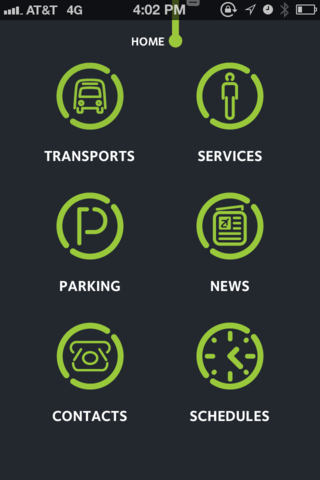 AT&T 4G 4:02 PM
HOME
TRANSPORTS SERVICES
P
PARKING NEWS
CONTACTS SCHEDULES